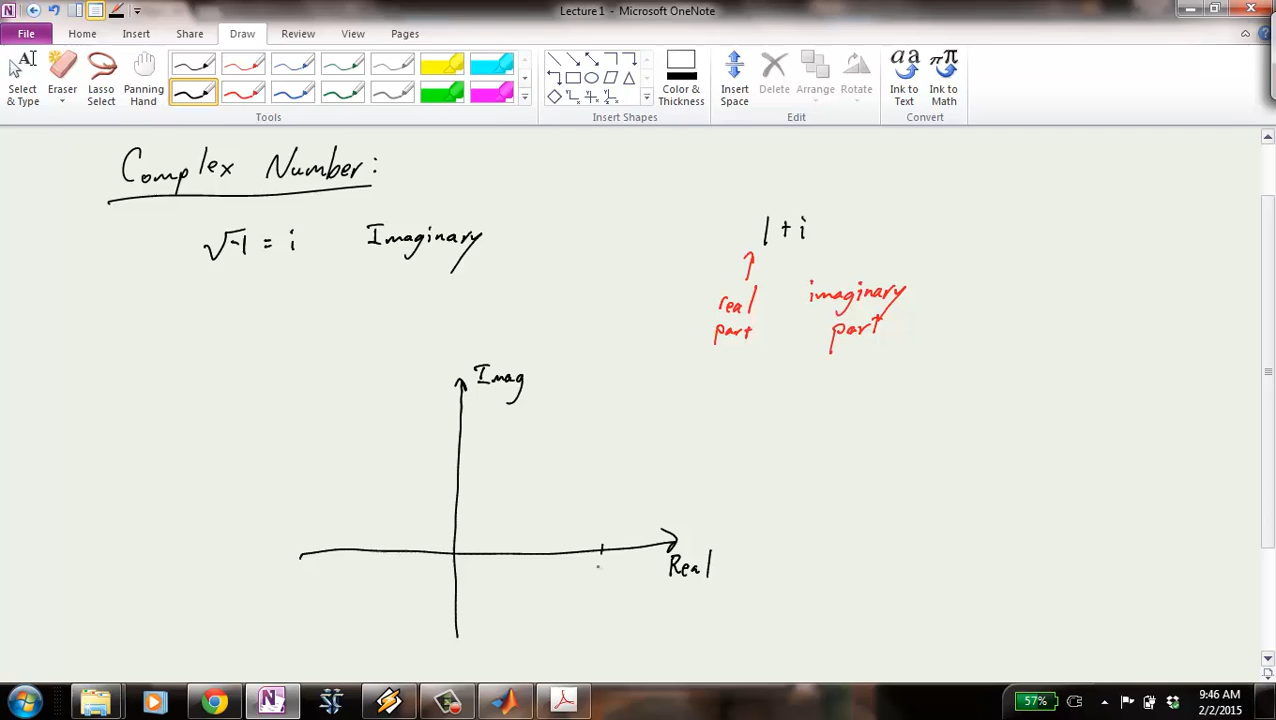 Lecture 1 - Microsoft OneNote
File Home Insert Share Draw Review View Pages
Select & Type
Eraser
Lasso Select
Panning Hand
Color & Thickness
Insert Space
Delete
Arrange
Rotate
Ink to Text
Ink to Math
Tools
Insert Shapes
Edit
Convert
Complex Number:
√-1 = i Imaginary
1 + i
real part
imaginary part
Imag
Real
57%
9:46 AM
2/2/2015